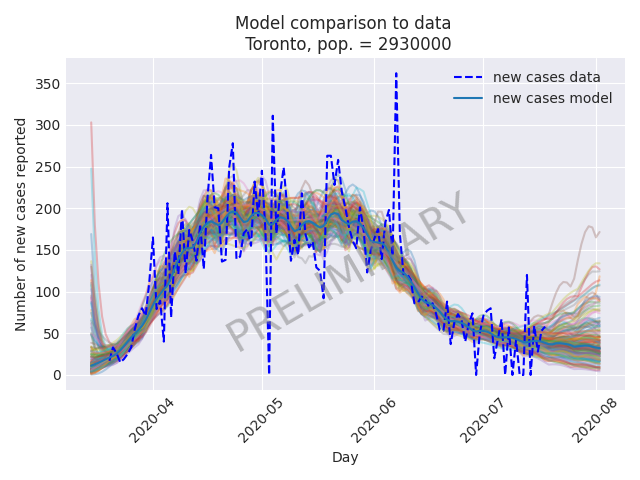 Model comparison to data
Toronto, pop. = 2930000
new cases data
new cases model
Number of new cases reported
350
300
250
200
150
100
50
0
PRELIMINARY
2020-04
2020-05
2020-06
2020-07
2020-08
Day